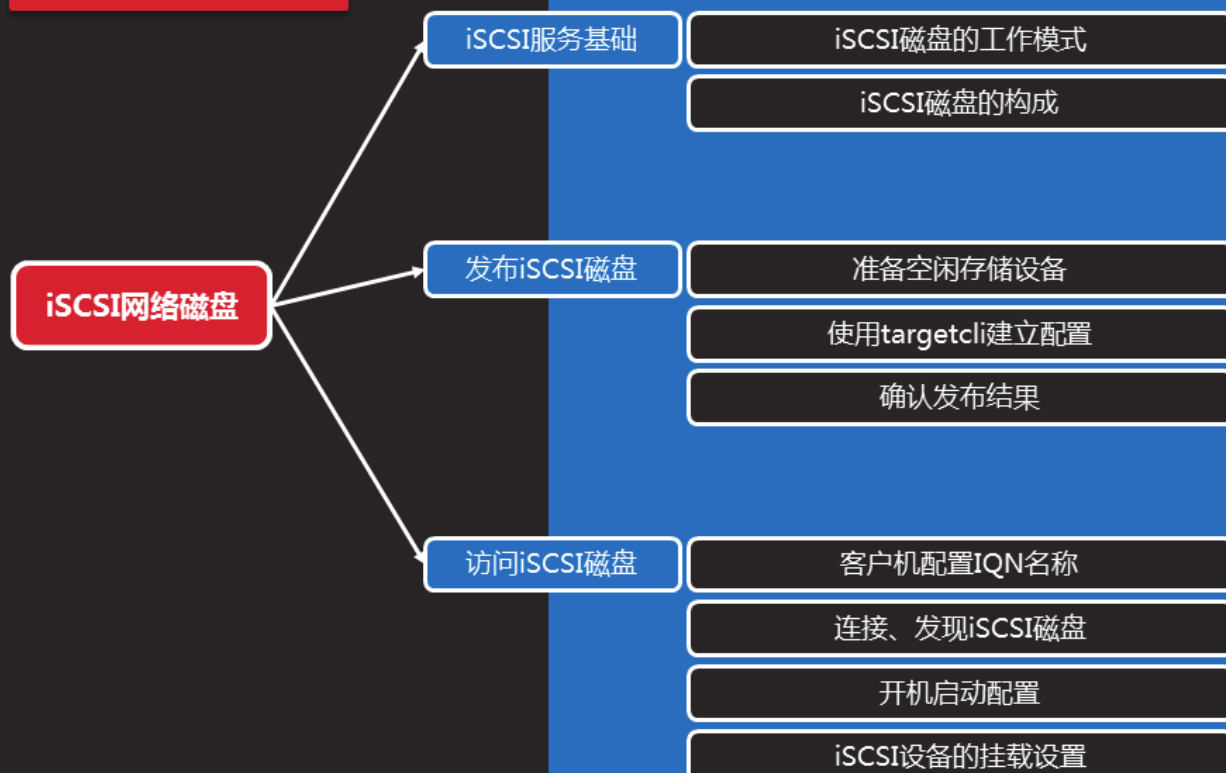 iSCSI网络磁盘
iSCSI服务基础
iSCSI磁盘的工作模式
iSCSI磁盘的构成
发布iSCSI磁盘
准备空闲存储设备
使用targetcli建立配置
确认发布结果
访问iSCSI磁盘
客户机配置IQN名称
连接、发现iSCSI磁盘
开机启动配置
iSCSI设备的挂载设置